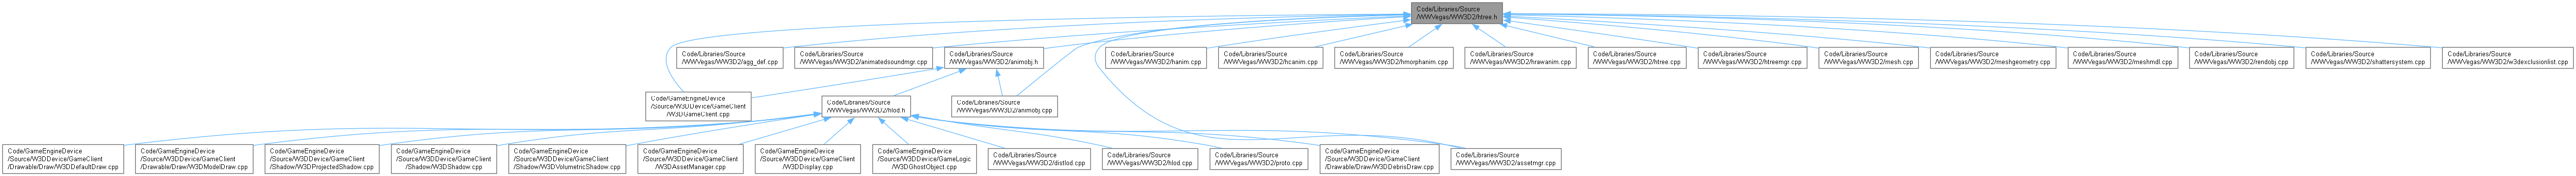 Code/Libraries/Source
/WWVegas/WW3D2/htree.h
Code/Libraries/Source
/WWVegas/WW3D2/agg_def.cpp
Code/Libraries/Source
/WWVegas/WW3D2/animatedsoundmgr.cpp
Code/Libraries/Source
/WWVegas/WW3D2/animobj.h
Code/Libraries/Source
/WWVegas/WW3D2/hanim.cpp
Code/Libraries/Source
/WWVegas/WW3D2/hcanim.cpp
Code/Libraries/Source
/WWVegas/WW3D2/hmorphanim.cpp
Code/Libraries/Source
/WWVegas/WW3D2/hrawanim.cpp
Code/Libraries/Source
/WWVegas/WW3D2/htree.cpp
Code/Libraries/Source
/WWVegas/WW3D2/htreemgr.cpp
Code/Libraries/Source
/WWVegas/WW3D2/mesh.cpp
Code/Libraries/Source
/WWVegas/WW3D2/meshgeometry.cpp
Code/Libraries/Source
/WWVegas/WW3D2/meshmdl.cpp
Code/Libraries/Source
/WWVegas/WW3D2/rendobj.cpp
Code/Libraries/Source
/WWVegas/WW3D2/shattersystem.cpp
Code/Libraries/Source
/WWVegas/WW3D2/w3dexclusionlist.cpp
Code/GameEngineDevice
/Source/W3DDevice/GameClient
/W3DGameClient.cpp
Code/Libraries/Source
/WWVegas/WW3D2/hlod.h
Code/Libraries/Source
/WWVegas/WW3D2/animobj.cpp
Code/GameEngineDevice
/Source/W3DDevice/GameClient
/Drawable/Draw/W3DDefaultDraw.cpp
Code/GameEngineDevice
/Source/W3DDevice/GameClient
/Drawable/Draw/W3DModelDraw.cpp
Code/GameEngineDevice
/Source/W3DDevice/GameClient
/Shadow/W3DProjectedShadow.cpp
Code/GameEngineDevice
/Source/W3DDevice/GameClient
/Shadow/W3DShadow.cpp
Code/GameEngineDevice
/Source/W3DDevice/GameClient
/Shadow/W3DVolumetricShadow.cpp
Code/GameEngineDevice
/Source/W3DDevice/GameClient
/W3DAssetManager.cpp
Code/GameEngineDevice
/Source/W3DDevice/GameClient
/W3DDisplay.cpp
Code/GameEngineDevice
/Source/W3DDevice/GameLogic
/W3DGhostObject.cpp
Code/Libraries/Source
/WWVegas/WW3D2/distlod.cpp
Code/Libraries/Source
/WWVegas/WW3D2/hlod.cpp
Code/Libraries/Source
/WWVegas/WW3D2/proto.cpp
Code/GameEngineDevice
/Source/W3DDevice/GameClient
/Drawable/Draw/W3DDebrisDraw.cpp
Code/Libraries/Source
/WWVegas/WW3D2/assetmgr.cpp